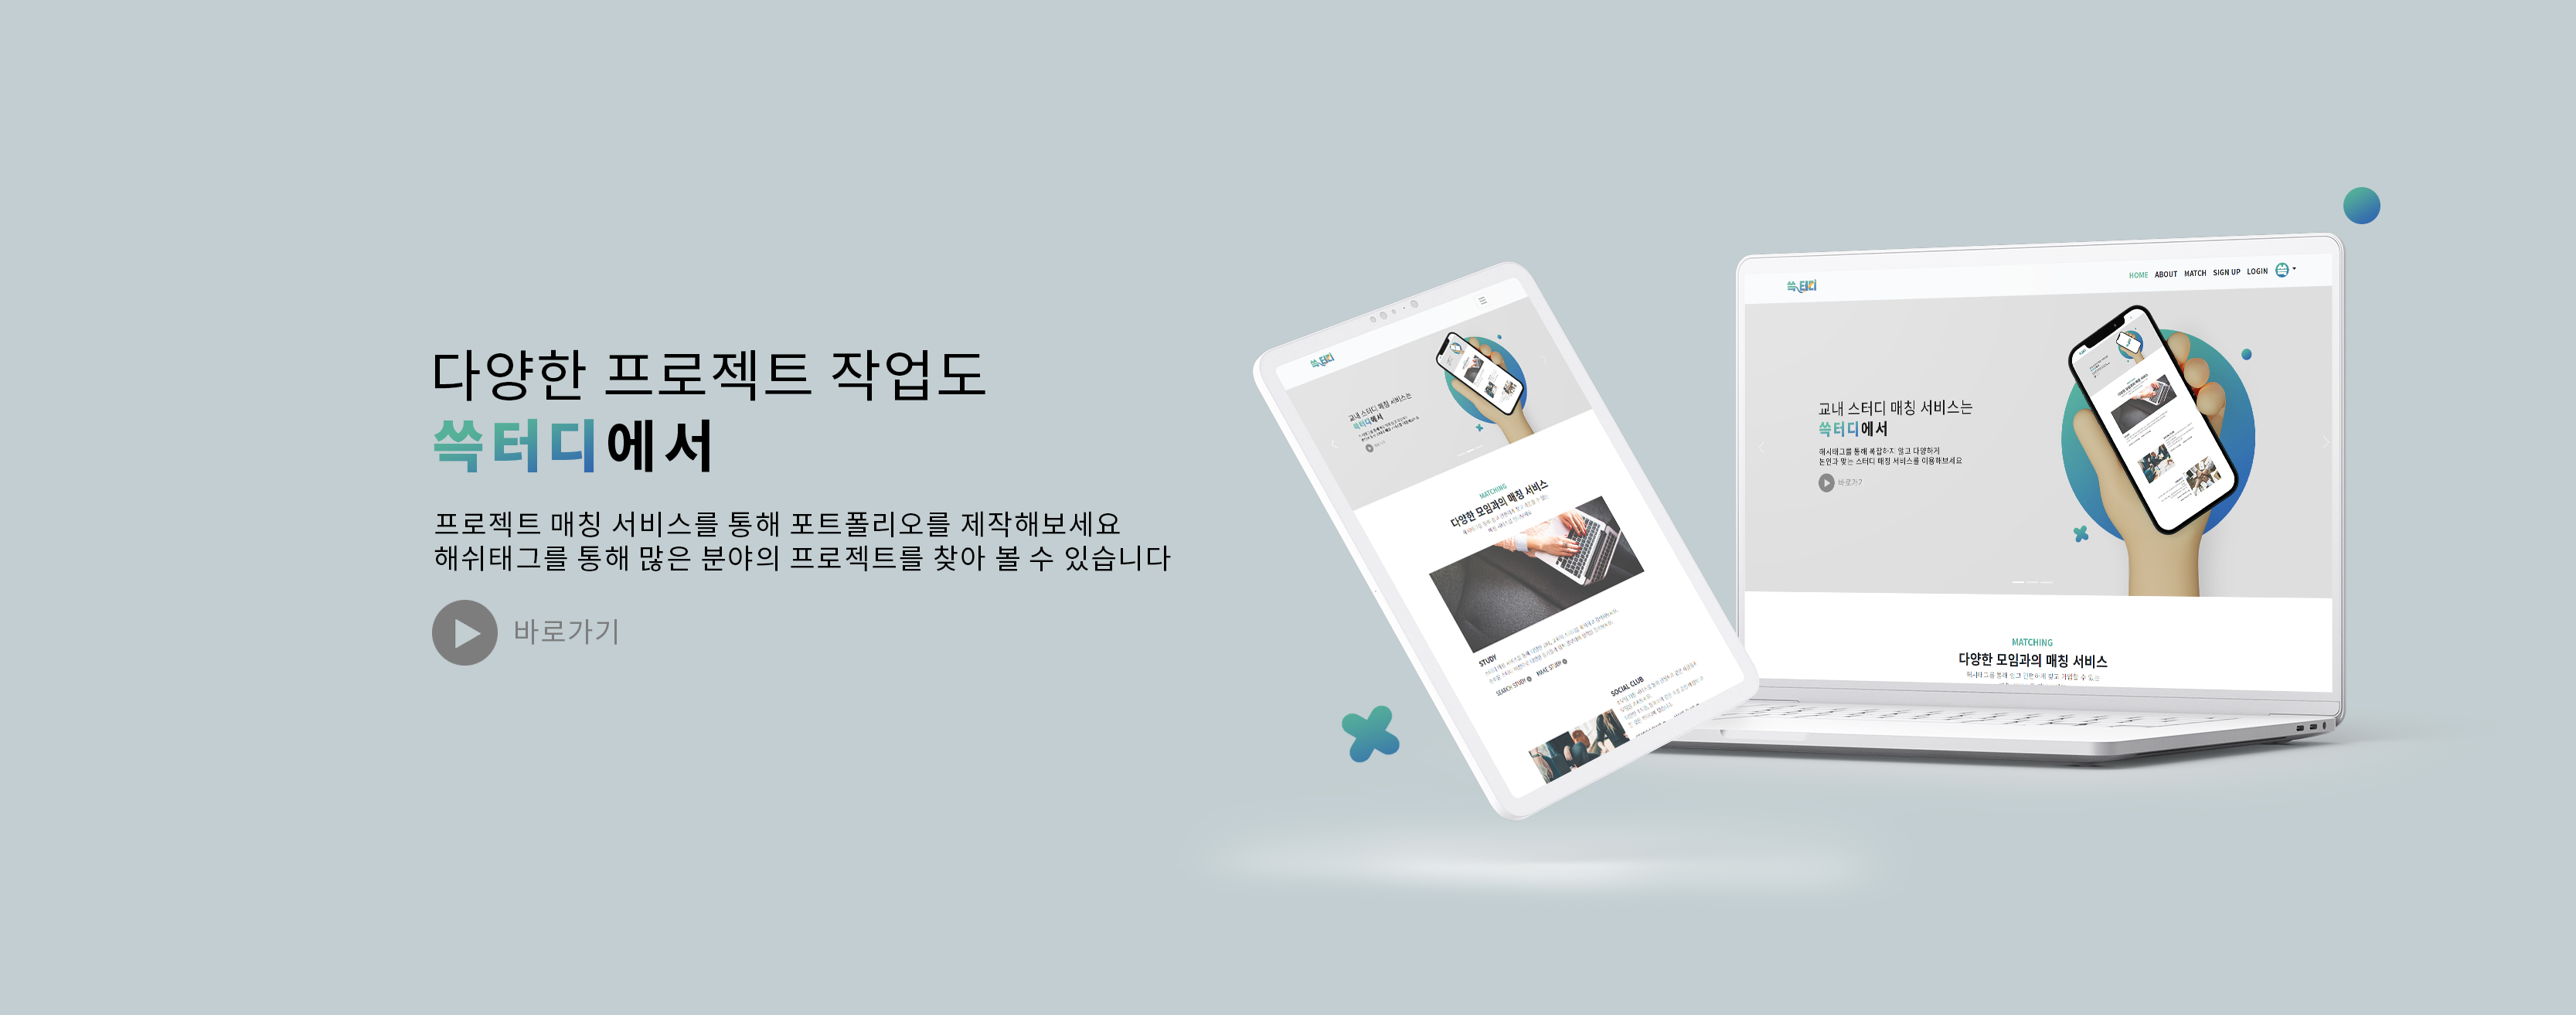 다양한 프로젝트 작업도
쓱터디에서
프로젝트 매칭 서비스를 통해 포트폴리오를 제작해보세요
해쉬태그를 통해 많은 분야의 프로젝트를 찾아 볼 수 있습니다
바로가기
쓱터디
교내 스터디 매칭 서비스는
쓱터디에서
MATCHING
다양한 모임과의 매칭 서비스
STUDY
SEARCH STUDY MAKE STUDY
SOCIAL CLUB
쓱터디
HOME ABOUT MATCH SIGN UP LOGIN
교내 스터디 매칭 서비스는
쓱터디에서
해시태그를 통해 복잡하지 않고 다양하게
본인과 맞는 스터디 매칭 서비스를 이용해보세요
바로가기
MATCHING
다양한 모임과의 매칭 서비스